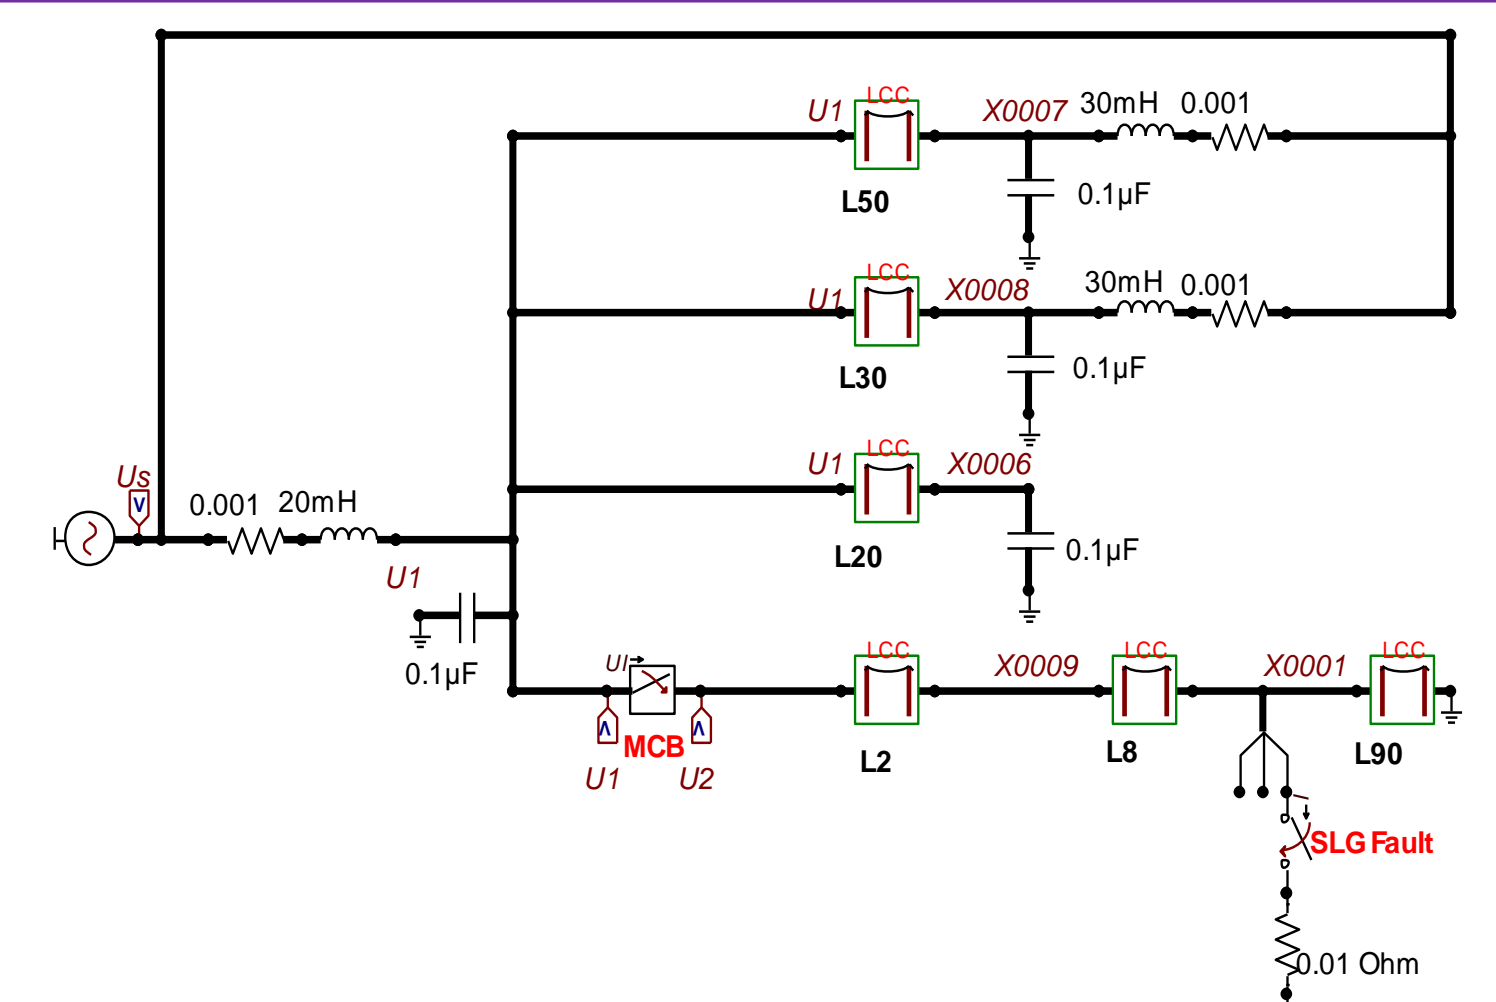 LCC
U1
X0007
30mH
0.001
L50
0.1µF
LCC
U1
X0008
30mH
0.001
L30
0.1µF
LCC
U1
X0006
L20
0.1µF
Us
V
0.001
20mH
U1
0.1µF
UI
V
MCB
V
U1
U2
LCC
L2
X0009
LCC
L8
X0001
LCC
L90
SLG Fault
0.01 Ohm